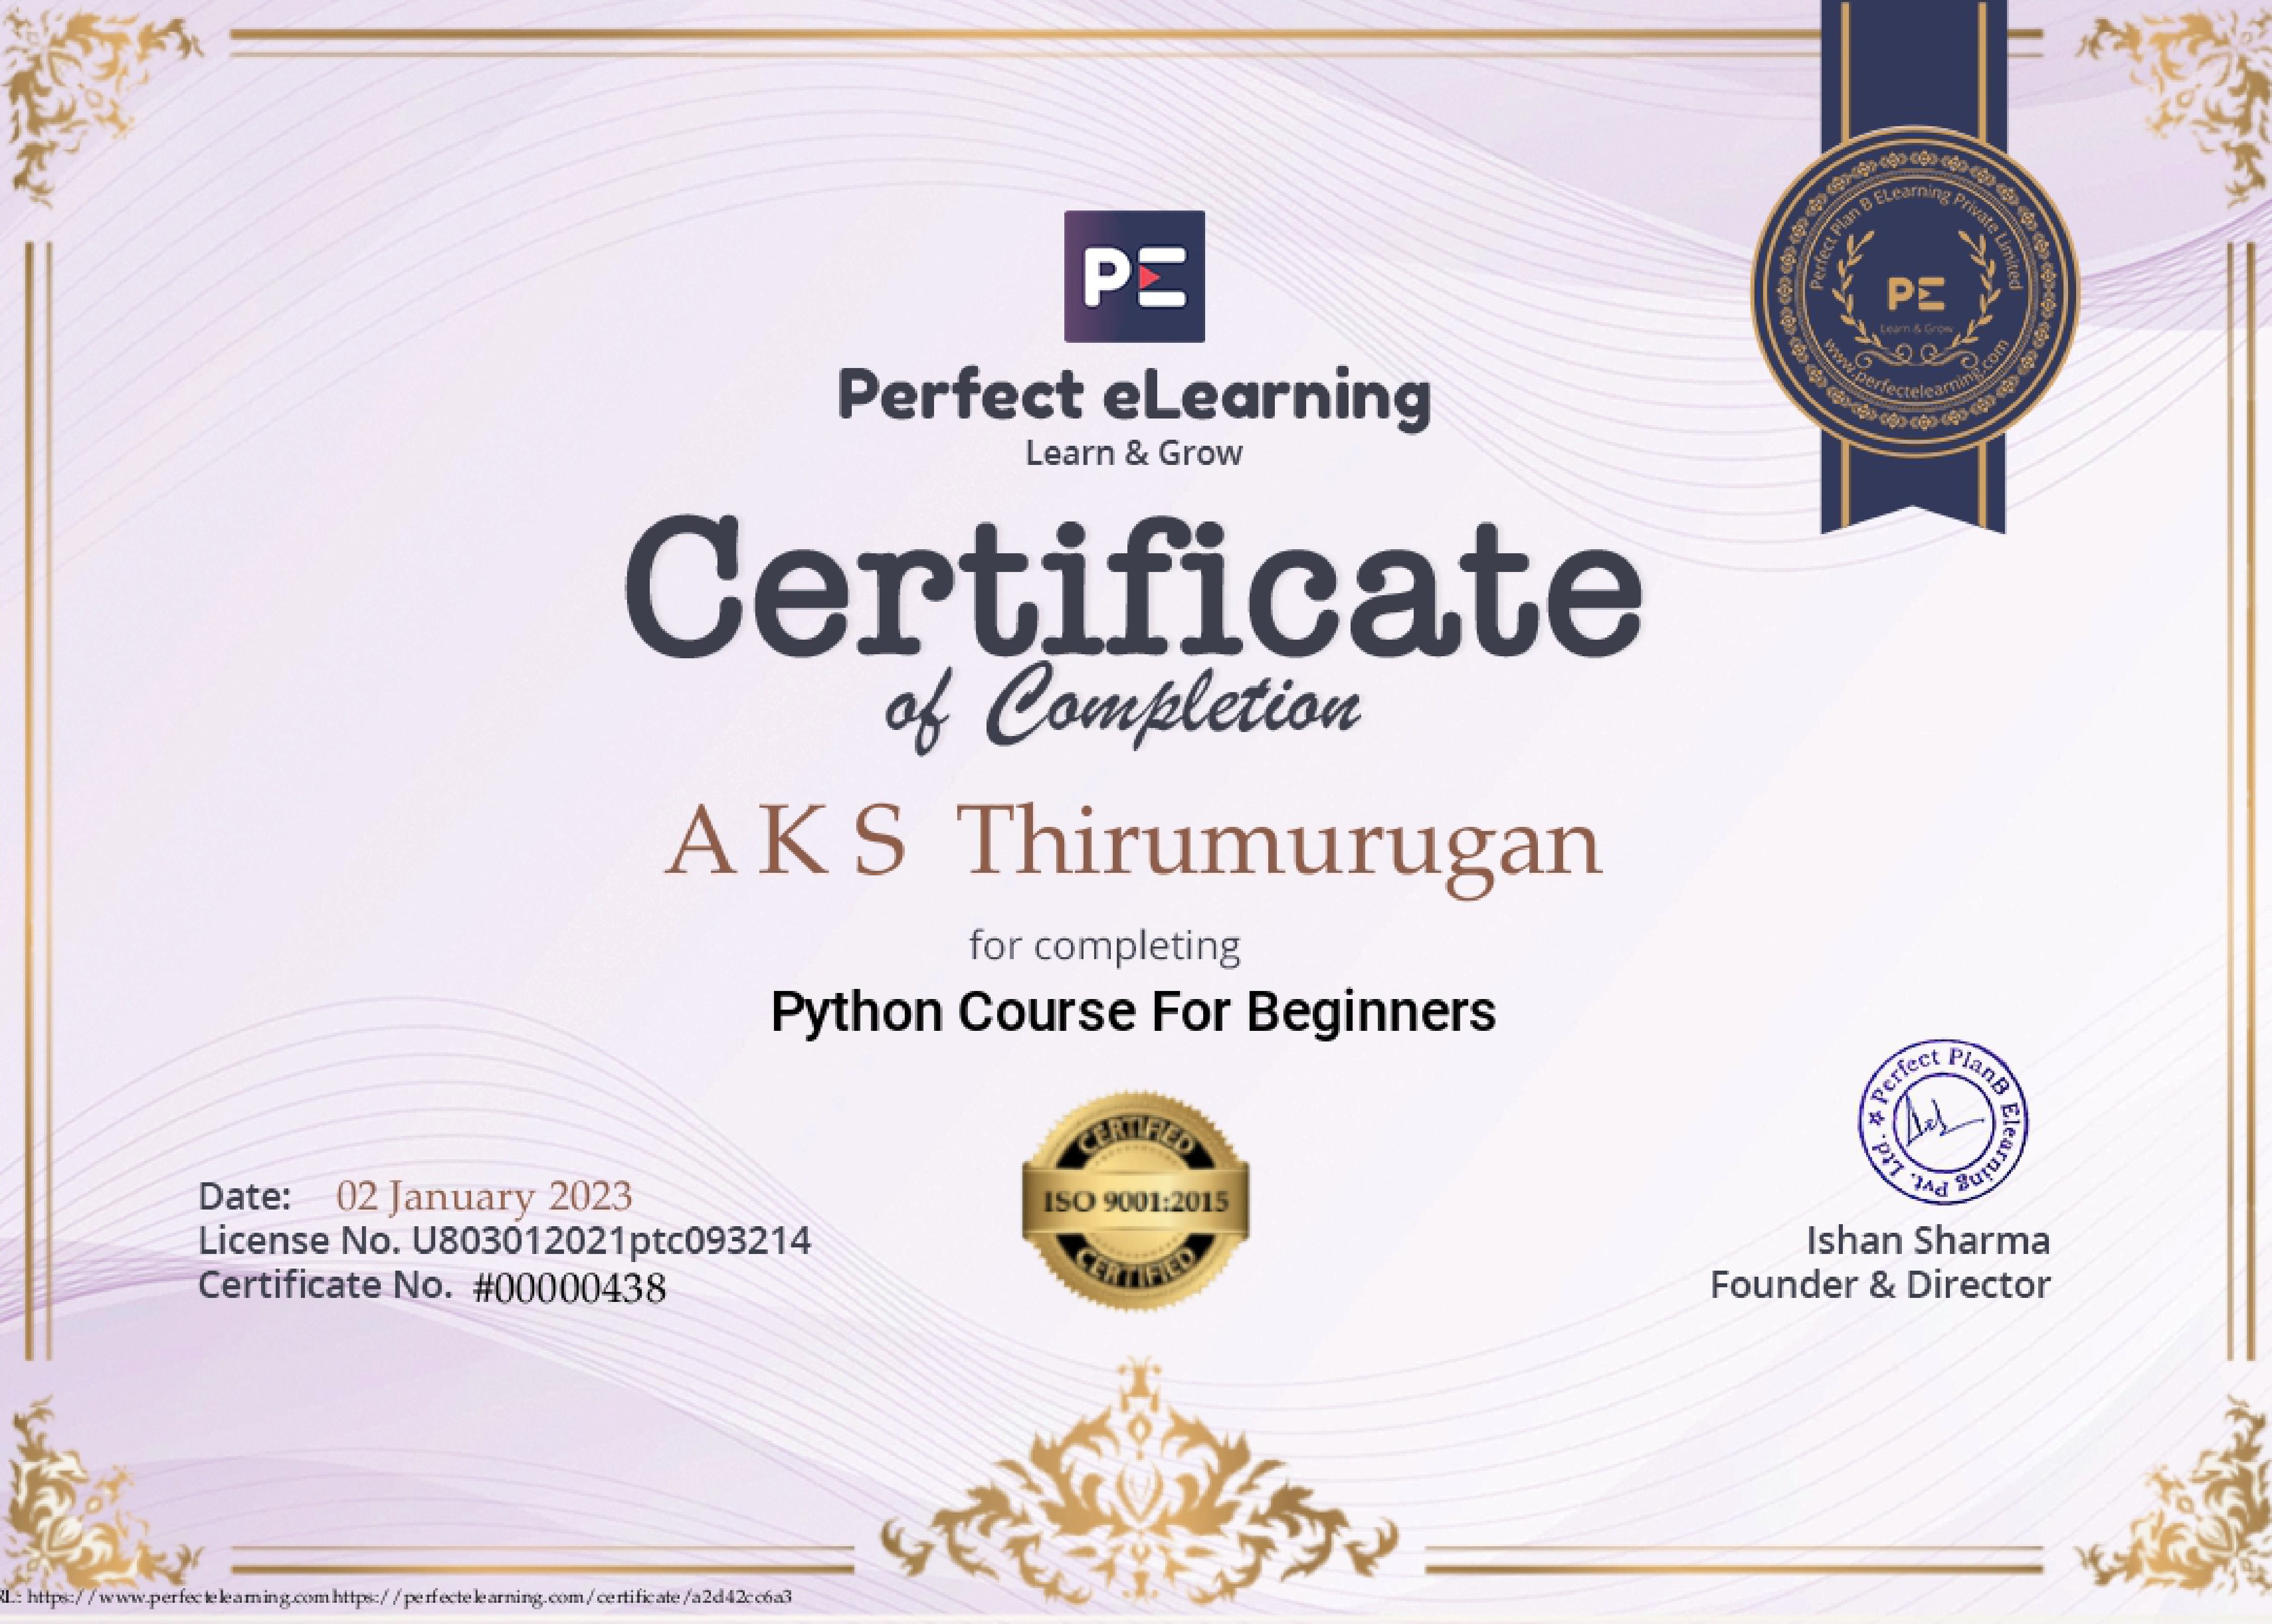 Perfect Plan B ELearning Private Limited
PE
Learn & Grow
www.perfectelearning.com
PE
Perfect eLearning
Learn & Grow
Certificate
of Completion
A K S Thirumurugan
for completing
Python Course For Beginners
CERTIFIED
ISO 9001:2015
CERTIFIED
Perfect PlanB Elearning Pvt. Ltd.
Date: 02 January 2023
License No. U803012021ptc093214
Certificate No. #00000438
Ishan Sharma
Founder & Director
RL: https://www.perfectelearning.comhttps://perfectelearning.com/certificate/a2d42cc6a3